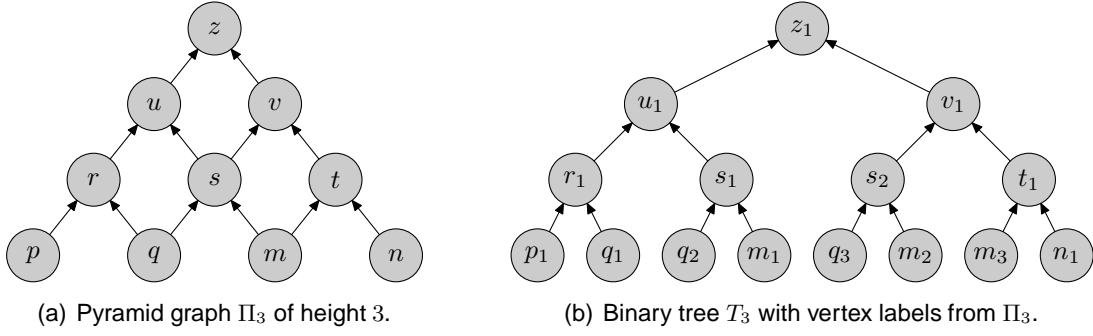 z
u v
r s t
p q m n
(a) Pyramid graph Π₃ of height 3.
z₁
u₁ v₁
r₁ s₁ s₂ t₁
p₁ q₁ q₂ m₁ q₃ m₂ m₃ n₁
(b) Binary tree T₃ with vertex labels from Π₃.